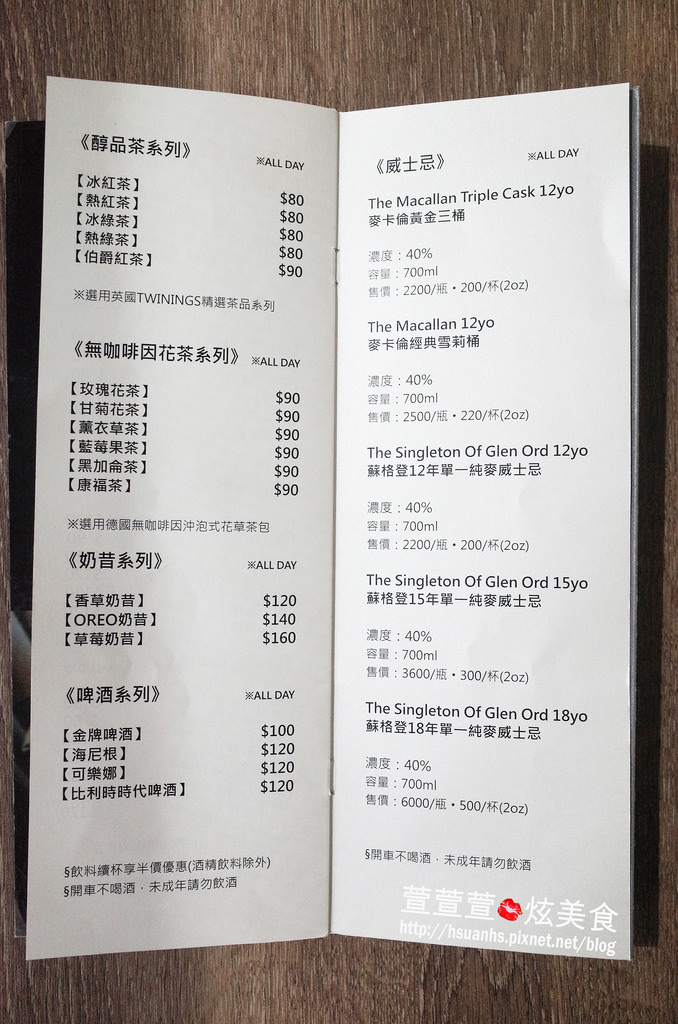 《醇品茶系列》 ※ALL DAY
【冰紅茶】 $80
【熱紅茶】 $80
【冰綠茶】 $80
【熱綠茶】 $80
【伯爵紅茶】 $90
※選用英國TWININGS精選茶品系列
《無咖啡因花茶系列》 ※ALL DAY
【玫瑰花茶】 $90
【甘菊花茶】 $90
【薰衣草茶】 $90
【藍莓果茶】 $90
【黑加侖茶】 $90
【康福茶】 $90
※選用德國無咖啡因沖泡式花草茶包
《奶昔系列》 ※ALL DAY
【香草奶昔】 $120
【OREO奶昔】 $140
【草莓奶昔】 $160
《啤酒系列》 ※ALL DAY
【金牌啤酒】 $100
【海尼根】 $120
【可樂娜】 $120
【比利時時代啤酒】 $120
§飲料續杯享半價優惠(酒精飲料除外)
§開車不喝酒，未成年請勿飲酒
《威士忌》 ※ALL DAY
The Macallan Triple Cask 12yo
麥卡倫黃金三桶
濃度：40%
容量：700ml
售價：2200/瓶・200/杯(2oz)
The Macallan 12yo
麥卡倫經典雪莉桶
濃度：40%
容量：700ml
售價：2500/瓶・220/杯(2oz)
The Singleton Of Glen Ord 12yo
蘇格登12年單一純麥威士忌
濃度：40%
容量：700ml
售價：2200/瓶・200/杯(2oz)
The Singleton Of Glen Ord 15yo
蘇格登15年單一純麥威士忌
濃度：40%
容量：700ml
售價：3600/瓶・300/杯(2oz)
The Singleton Of Glen Ord 18yo
蘇格登18年單一純麥威士忌
濃度：40%
容量：700ml
售價：6000/瓶・500/杯(2oz)
§開車不喝酒，未成年請勿飲酒
萱萱萱 炫美食
http://hsuanhs.pixnet.net/blog